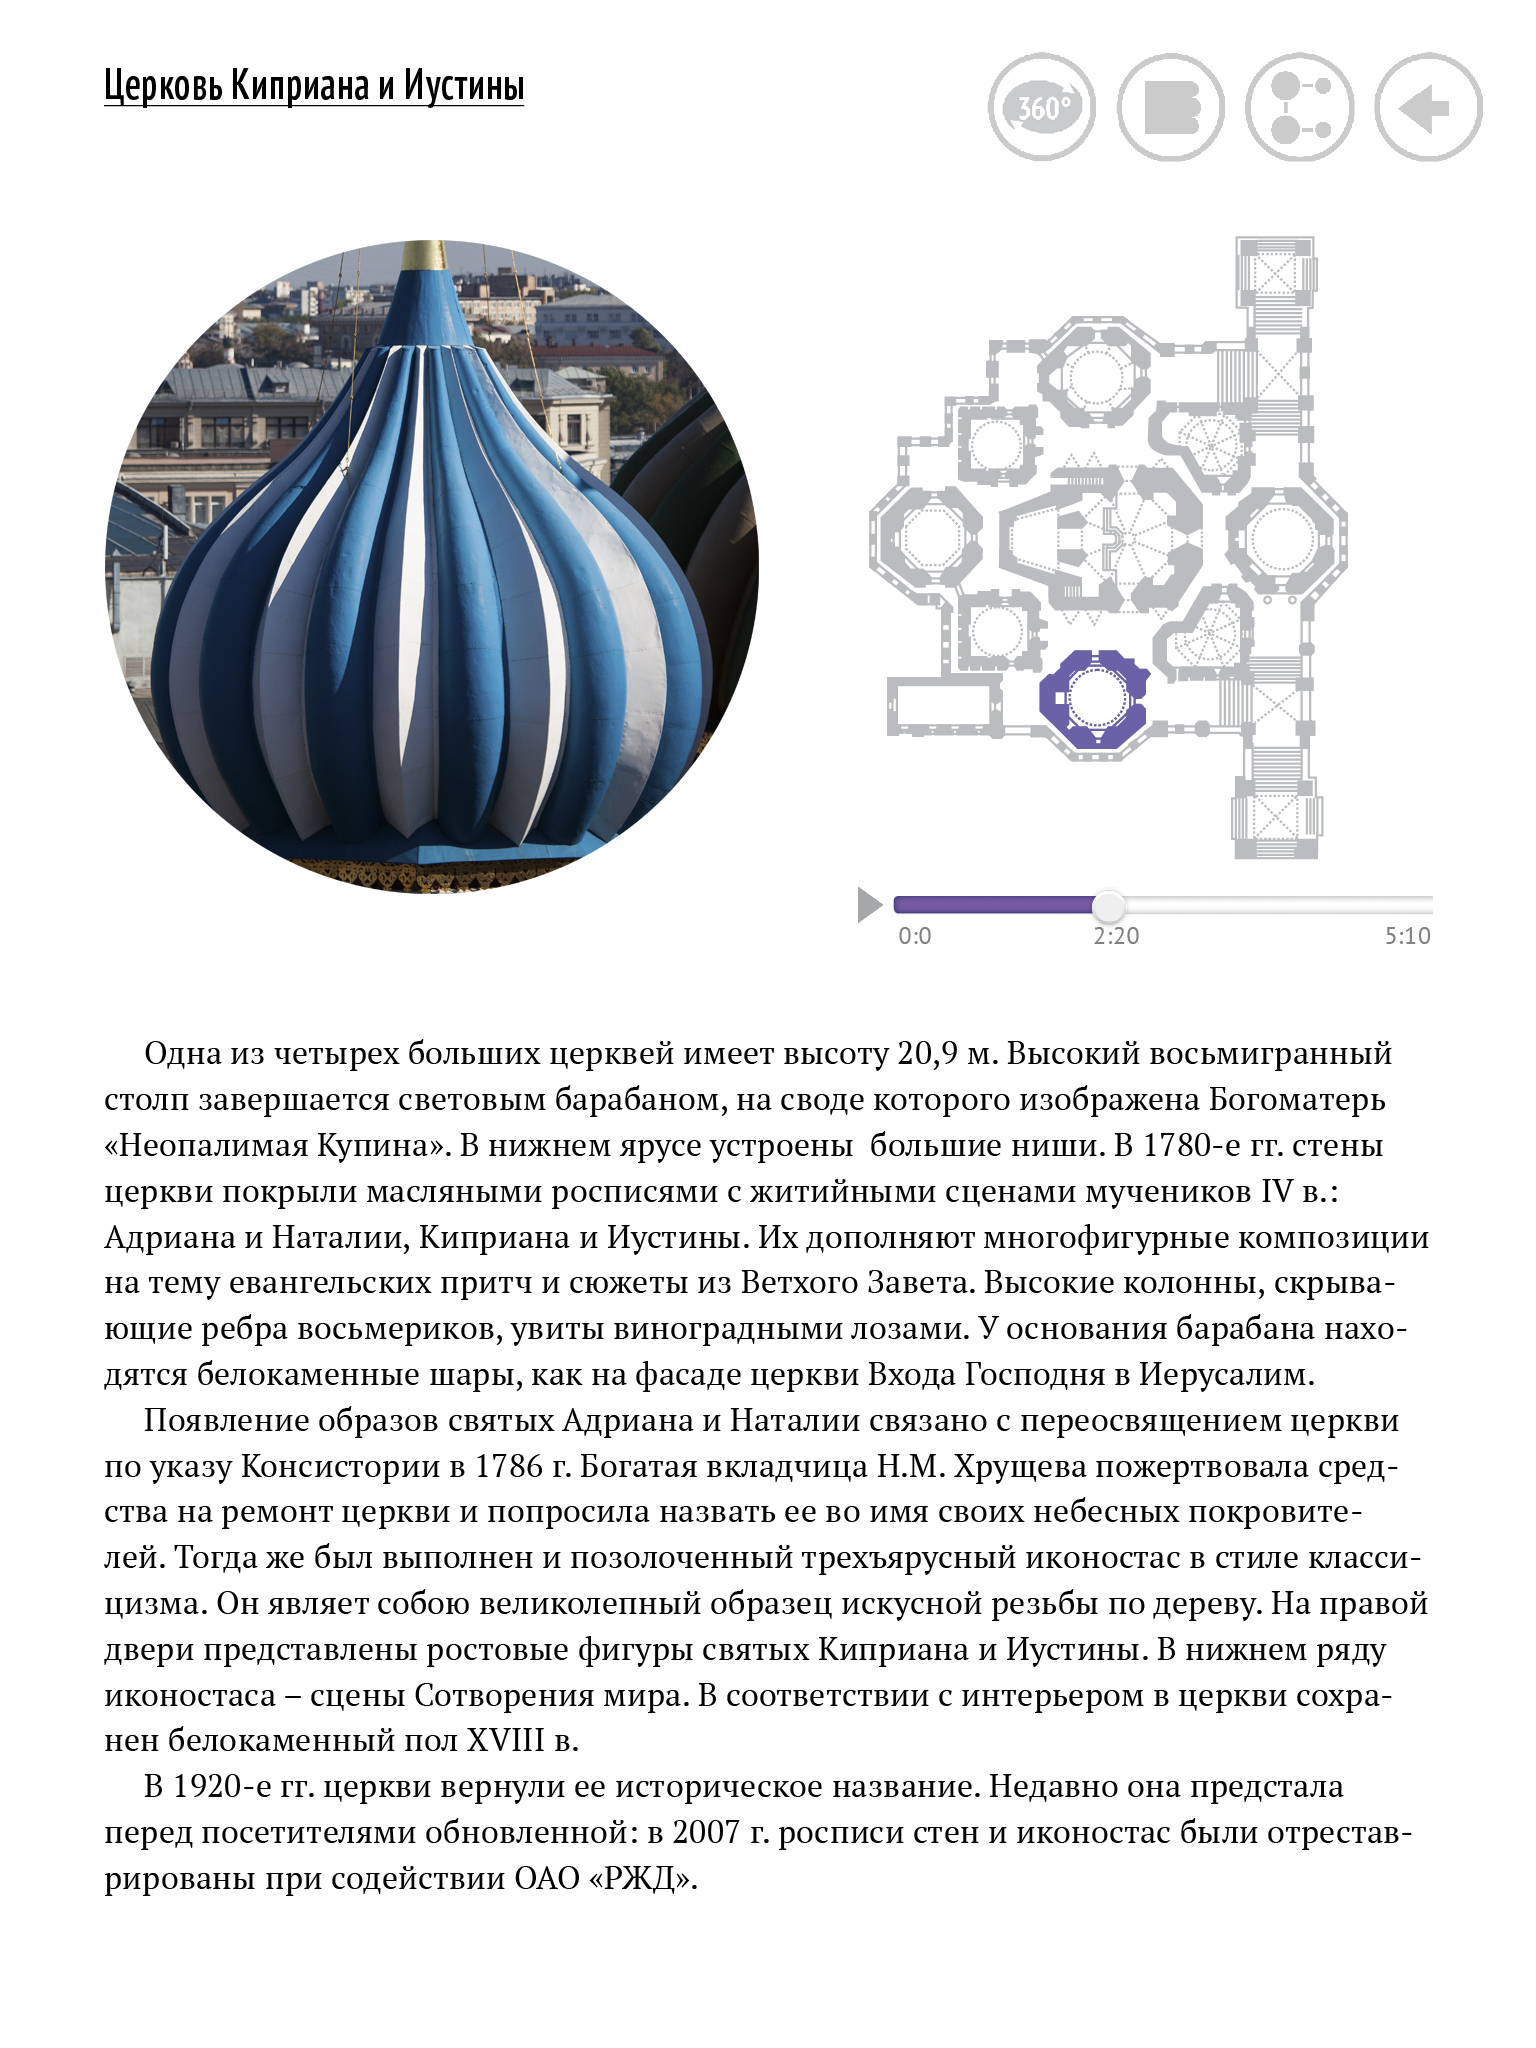 Церковь Киприана и Иустины
360°
0:0
2:20
5:10
Одна из четырех больших церквей имеет высоту 20,9 м. Высокий восьмигранный
столп завершается световым барабаном, на своде которого изображена Богоматерь
«Неопалимая Купина». В нижнем ярусе устроены  большие ниши. В 1780-е гг. стены
церкви покрыли масляными росписями с житийными сценами мучеников IV в.:
Адриана и Наталии, Киприана и Иустины. Их дополняют многофигурные композиции
на тему евангельских притч и сюжеты из Ветхого Завета. Высокие колонны, скрыва-
ющие ребра восьмериков, увиты виноградными лозами. У основания барабана нахо-
дятся белокаменные шары, как на фасаде церкви Входа Господня в Иерусалим.
Появление образов святых Адриана и Наталии связано с переосвящением церкви
по указу Консистории в 1786 г. Богатая вкладчица Н.М. Хрущева пожертвовала сред-
ства на ремонт церкви и попросила назвать ее во имя своих небесных покровите-
лей. Тогда же был выполнен и позолоченный трехъярусный иконостас в стиле класси-
цизма. Он являет собою великолепный образец искусной резьбы по дереву. На правой
двери представлены ростовые фигуры святых Киприана и Иустины. В нижнем ряду
иконостаса – сцены Сотворения мира. В соответствии с интерьером в церкви сохра-
нен белокаменный пол XVIII в.
В 1920-е гг. церкви вернули ее историческое название. Недавно она предстала
перед посетителями обновленной: в 2007 г. росписи стен и иконостас были отрестав-
рированы при содействии ОАО «РЖД».